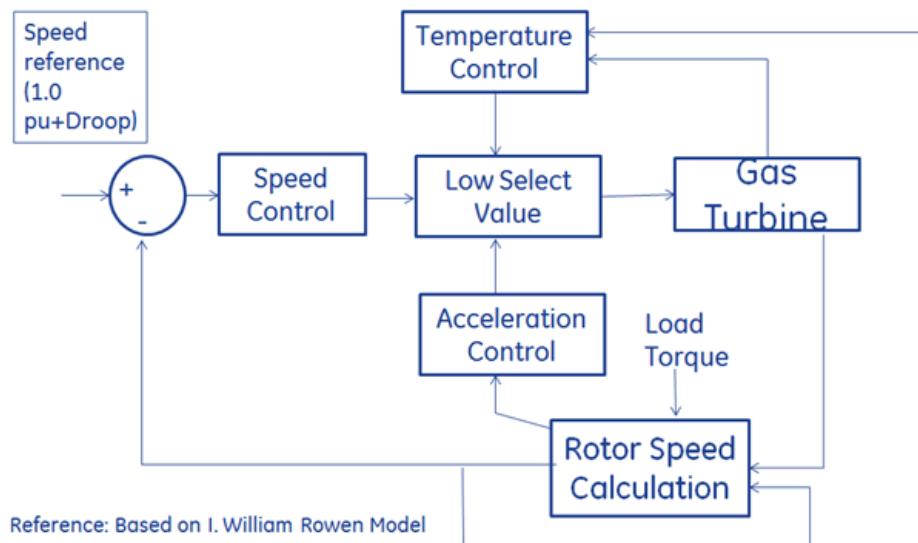 Speed
reference
(1.0
pu+Droop)
Temperature
Control
+
-
Speed
Control
Low Select
Value
Gas
Turbine
Acceleration
Control
Load
Torque
Rotor Speed
Calculation
Reference: Based on I. William Rowen Model